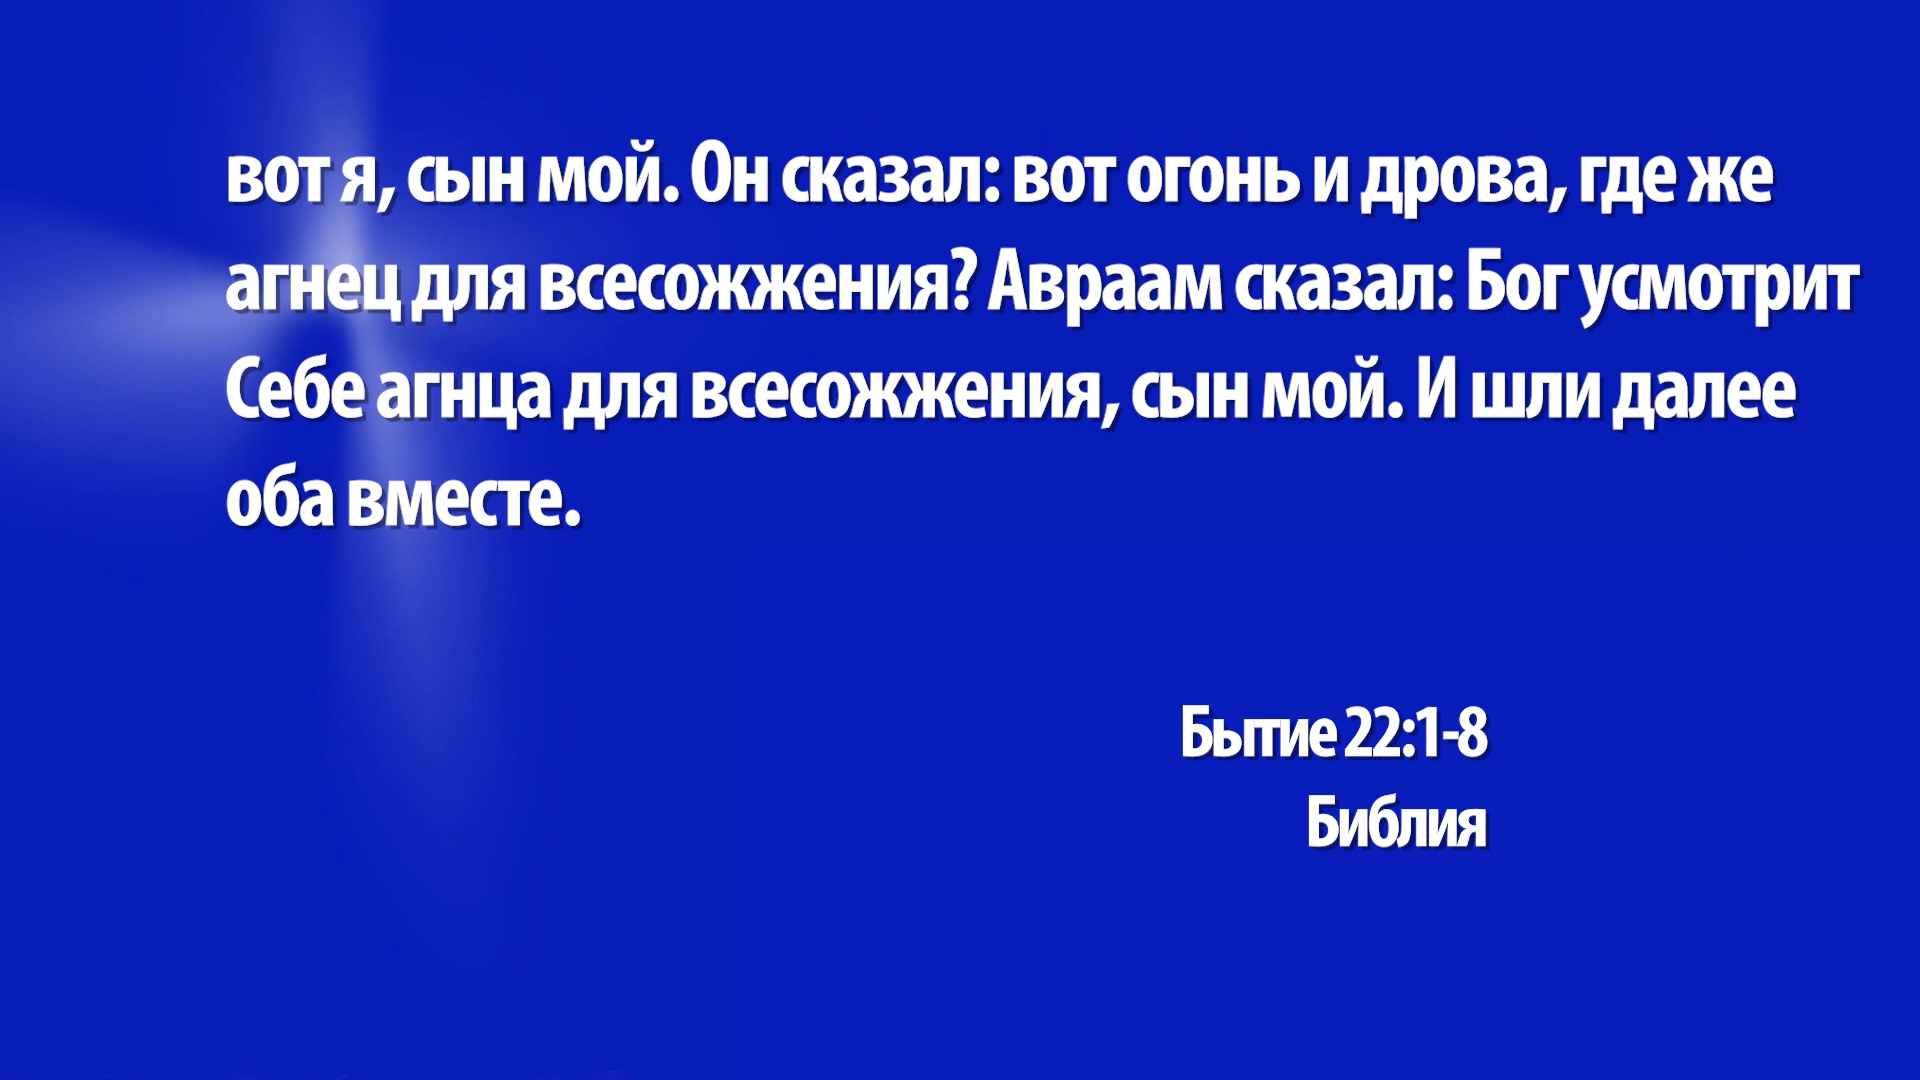 вот я, сын мой. Он сказал: вот огонь и дрова, где же
агнец для всесожжения? Авраам сказал: Бог усмотрит
Себе агнца для всесожжения, сын мой. И шли далее
оба вместе.
Бытие 22:1-8
Библия